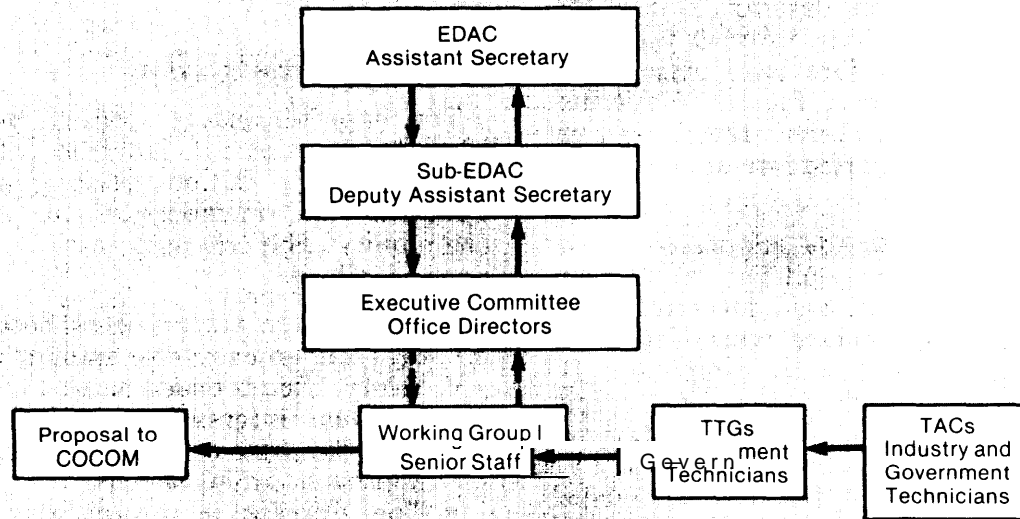 EDAC
Assistant Secretary
Sub-EDAC
Deputy Assistant Secretary
Executive Committee
Office Directors
Proposal to
COCOM
Working Group I
Senior Staff
TTGs
Government
Technicians
TACs
Industry and
Government
Technicians